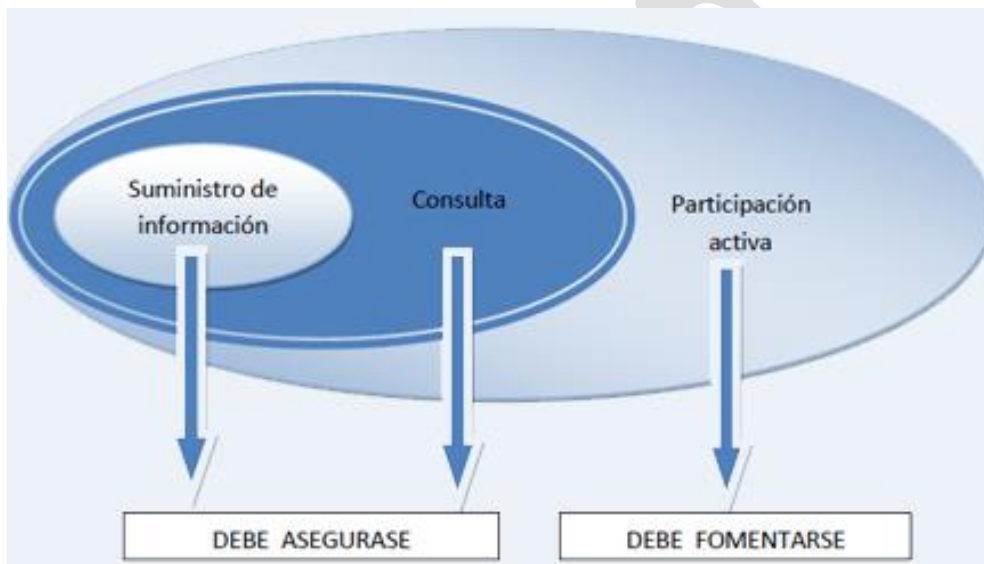 Suministro de
información
Consulta
Participación
activa
DEBE ASEGURASE
DEBE FOMENTARSE